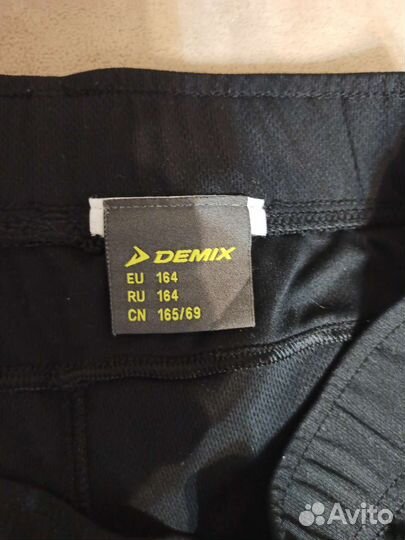 DEMIX
EU 164
RU 164
CN 165/69
Avito